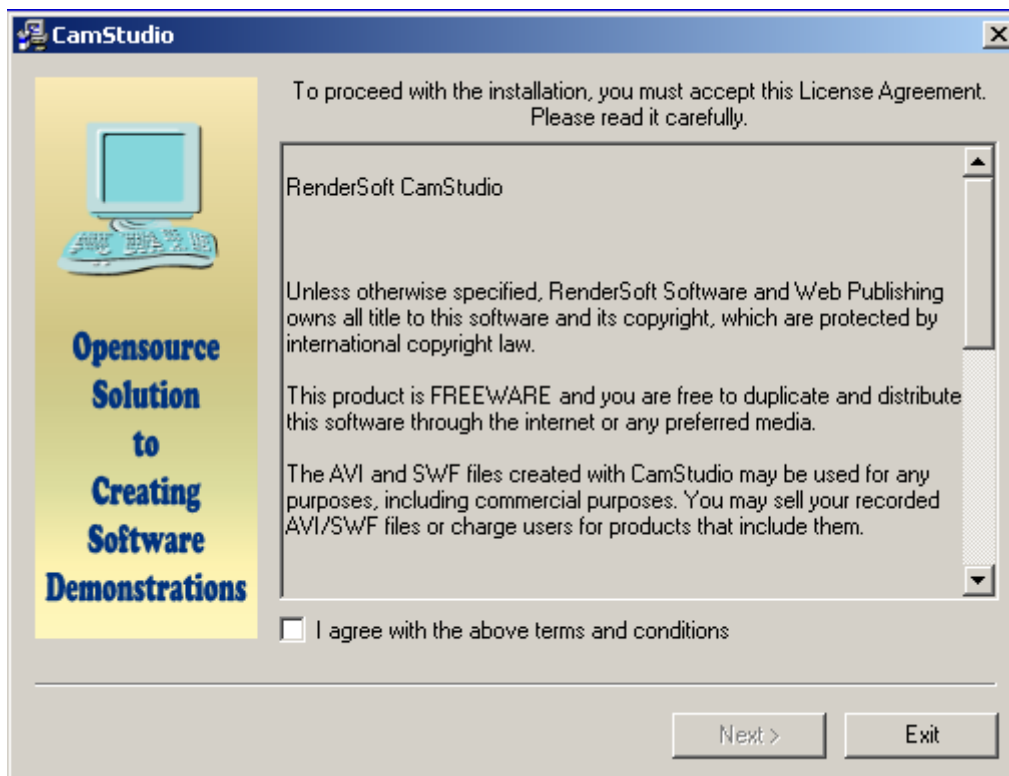 CamStudio
To proceed with the installation, you must accept this License Agreement.
Please read it carefully.
Opensource
Solution
to
Creating
Software
Demonstrations
RenderSoft CamStudio
Unless otherwise specified, RenderSoft Software and Web Publishing
owns all title to this software and its copyright, which are protected by
international copyright law.
This product is FREEWARE and you are free to duplicate and distribute
this software through the internet or any preferred media.
The AVI and SWF files created with CamStudio may be used for any
purposes, including commercial purposes. You may sell your recorded
AVI/SWF files or charge users for products that include them.
I agree with the above terms and conditions
Next >
Exit